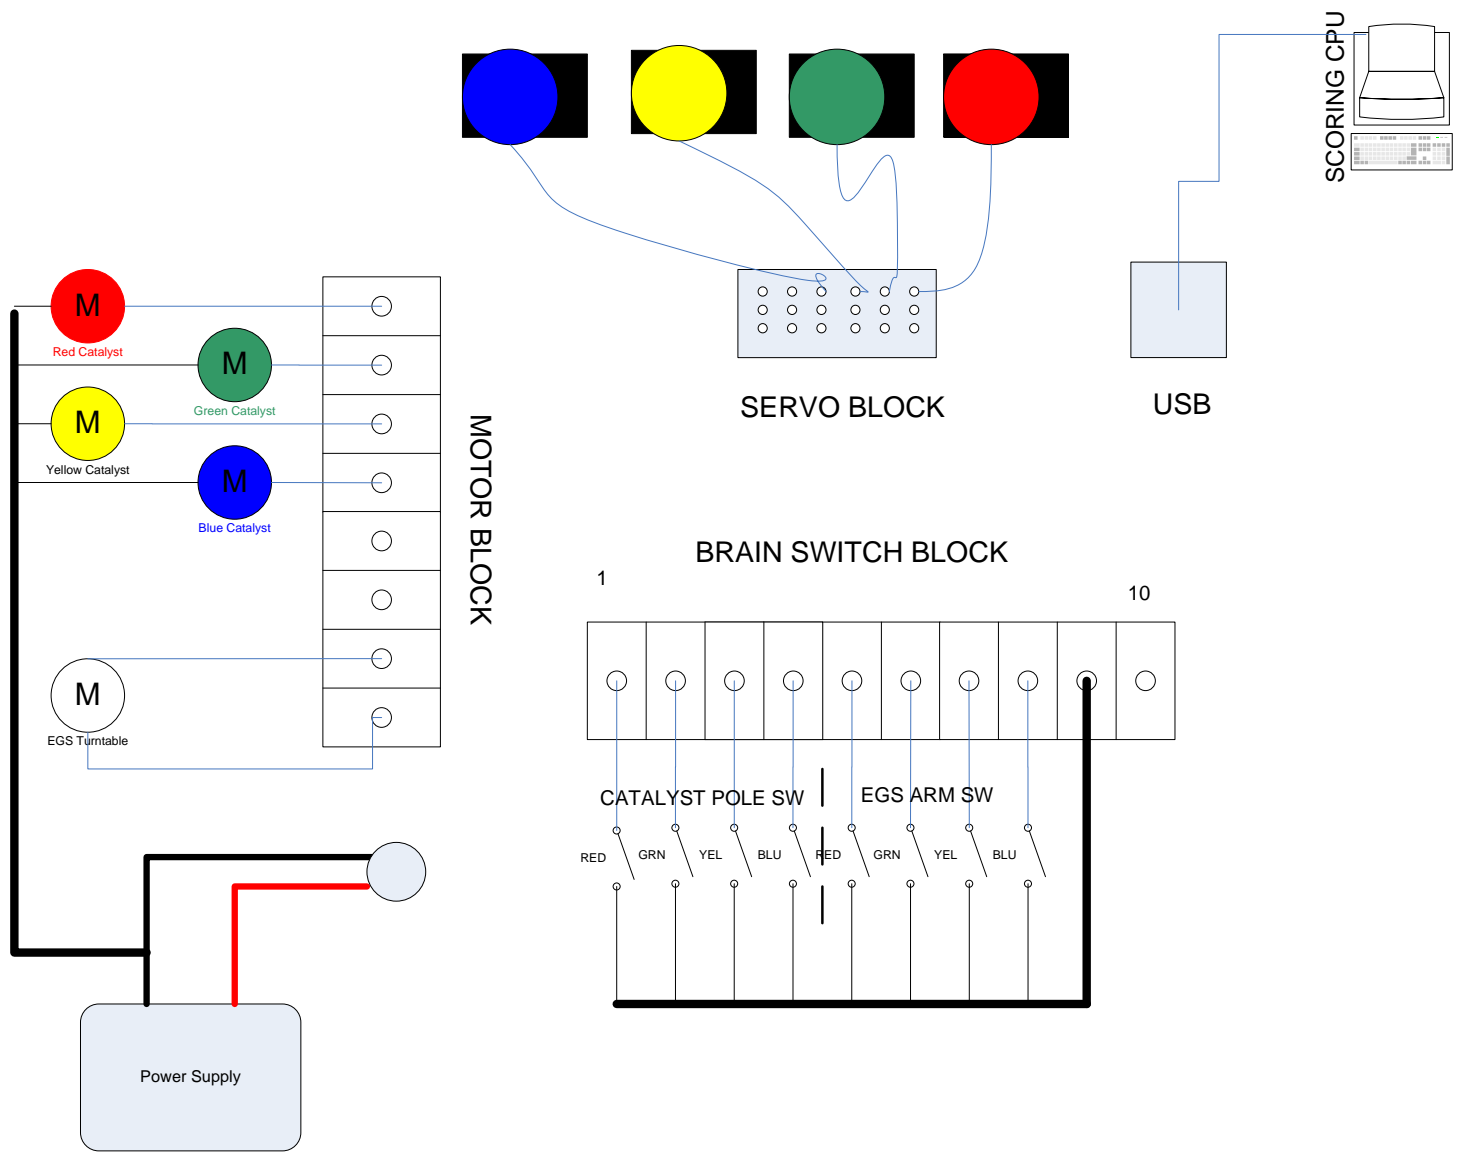 SCORING CPU
M
Red Catalyst
M
Green Catalyst
M
Yellow Catalyst
M
Blue Catalyst
MOTOR BLOCK
SERVO BLOCK
USB
BRAIN SWITCH BLOCK
1
10
M
EGS Turntable
CATALYST POLE SW
EGS ARM SW
RED
GRN
YEL
BLU
RED
GRN
YEL
BLU
Power Supply